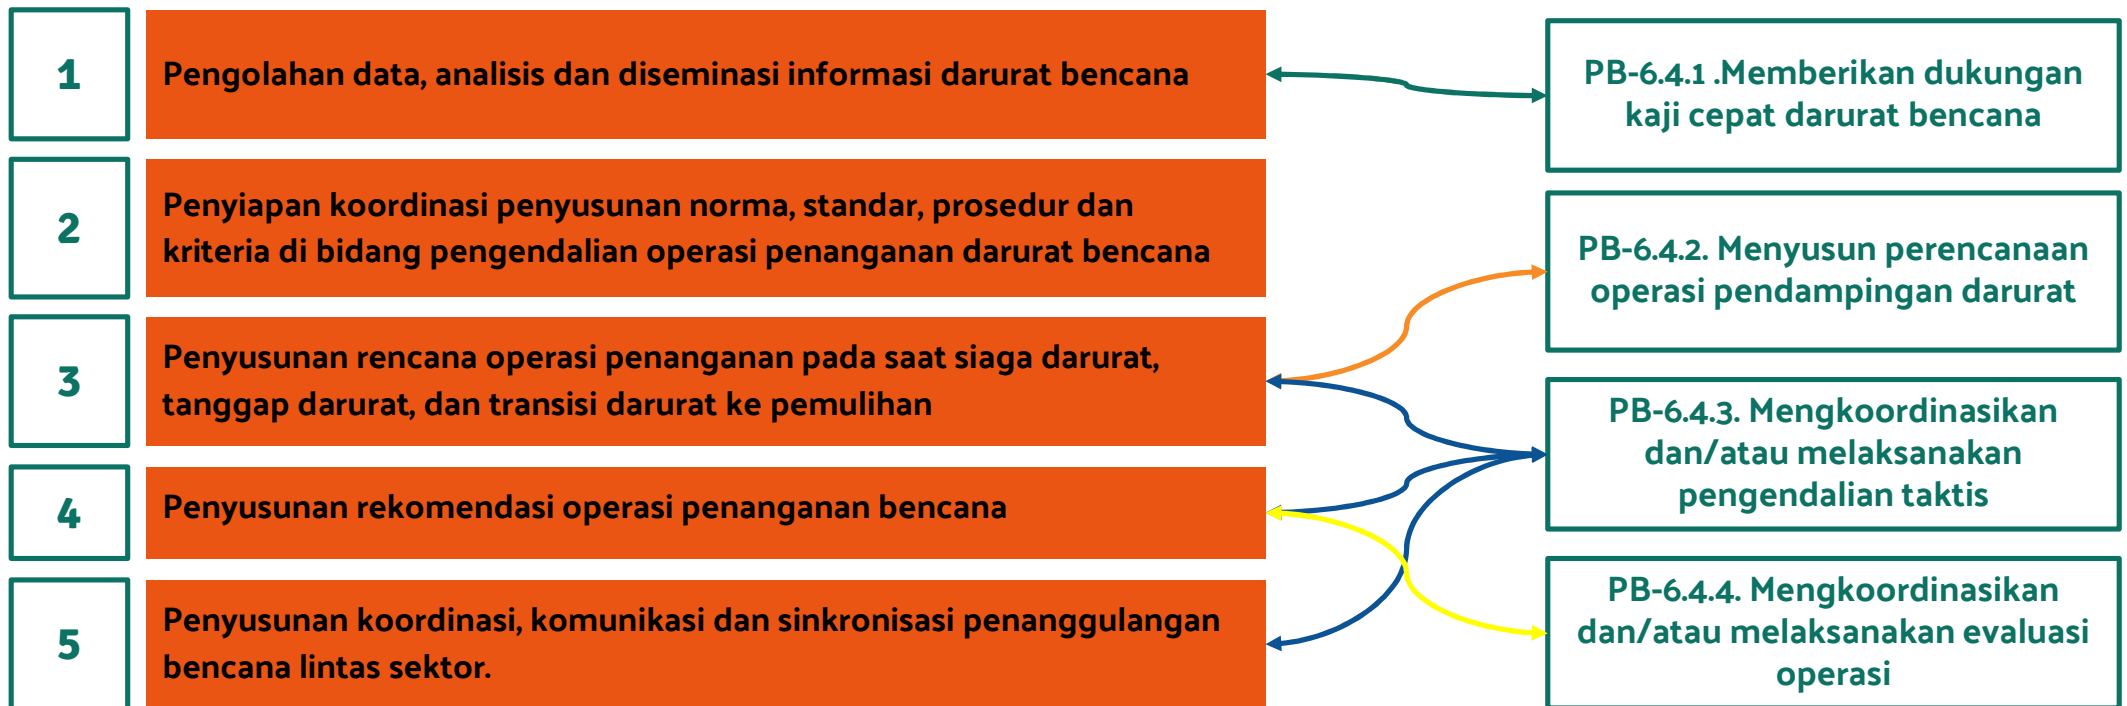 1
Pengolahan data, analisis dan diseminasi informasi darurat bencana
2
Penyiapan koordinasi penyusunan norma, standar, prosedur dan
kriteria di bidang pengendalian operasi penanganan darurat bencana
3
Penyusunan rencana operasi penanganan pada saat siaga darurat,
tanggap darurat, dan transisi darurat ke pemulihan
4
Penyusunan rekomendasi operasi penanganan bencana
5
Penyusunan koordinasi, komunikasi dan sinkronisasi penanggulangan
bencana lintas sektor.
PB-6.4.1 .Memberikan dukungan
kaji cepat darurat bencana
PB-6.4.2. Menyusun perencanaan
operasi pendampingan darurat
PB-6.4.3. Mengkoordinasikan
dan/atau melaksanakan
pengendalian taktis
PB-6.4.4. Mengkoordinasikan
dan/atau melaksanakan evaluasi
operasi